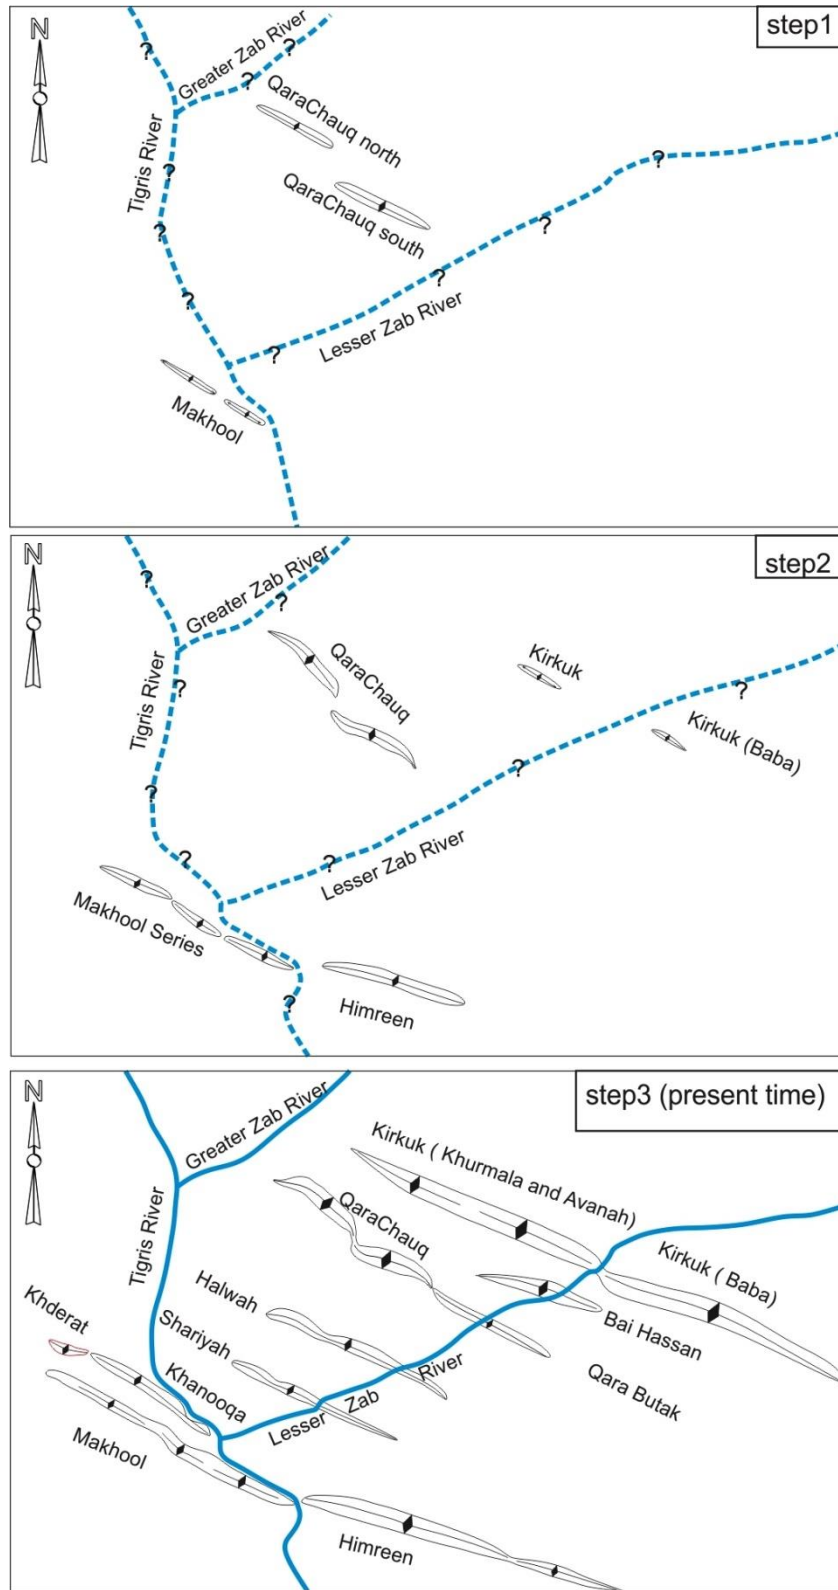 step1
N
Greater Zab River
?
?
?
QaraChauq north
Tigris River
?
QaraChauq south
?
?
?
?
?
Lesser Zab River
?
Makhool
step2
N
Greater Zab River
?
?
QaraChauq
Kirkuk
Tigris River
?
?
Kirkuk (Baba)
?
?
?
?
Lesser Zab River
Makhool Series
?
Himreen
step3 (present time)
N
Greater Zab River
Kirkuk ( Khurmala and Avanah)
QaraChauq
Tigris River
Kirkuk ( Baba)
Halwah
Khderat
Shariyah
Bai Hassan
Khanooqa
Qara Butak
Lesser Zab River
Makhool
Himreen